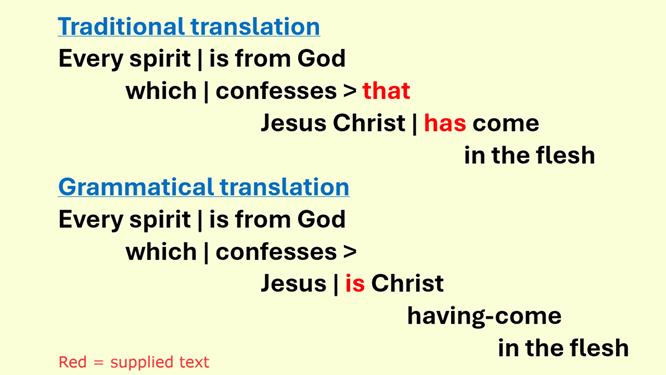 Traditional translation
Every spirit | is from God
which | confesses > that
Jesus Christ | has come
in the flesh
Grammatical translation
Every spirit | is from God
which | confesses >
Jesus | is Christ
having-come
in the flesh
Red = supplied text